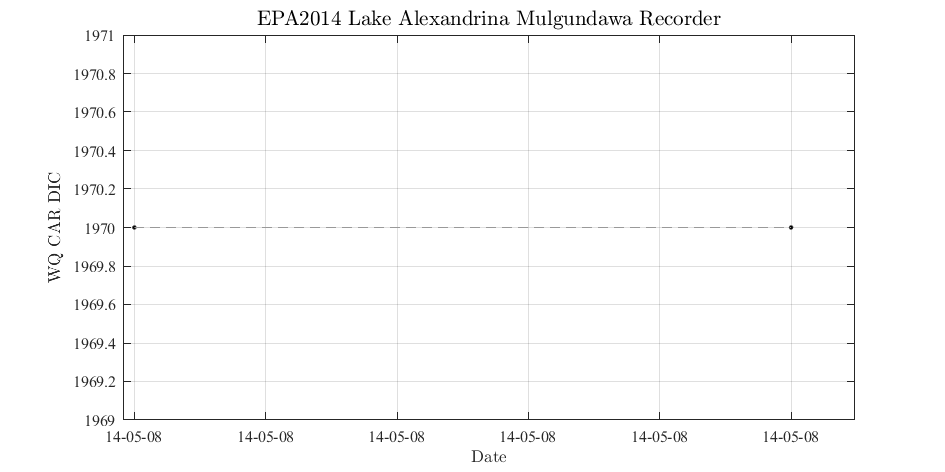 EPA2014 Lake Alexandrina Mulgundawa Recorder
1971
1970.8
1970.6
1970.4
1970.2
1970
1969.8
1969.6
1969.4
1969.2
1969
WQ CAR DIC
14-05-08 14-05-08 14-05-08 14-05-08 14-05-08 14-05-08
Date